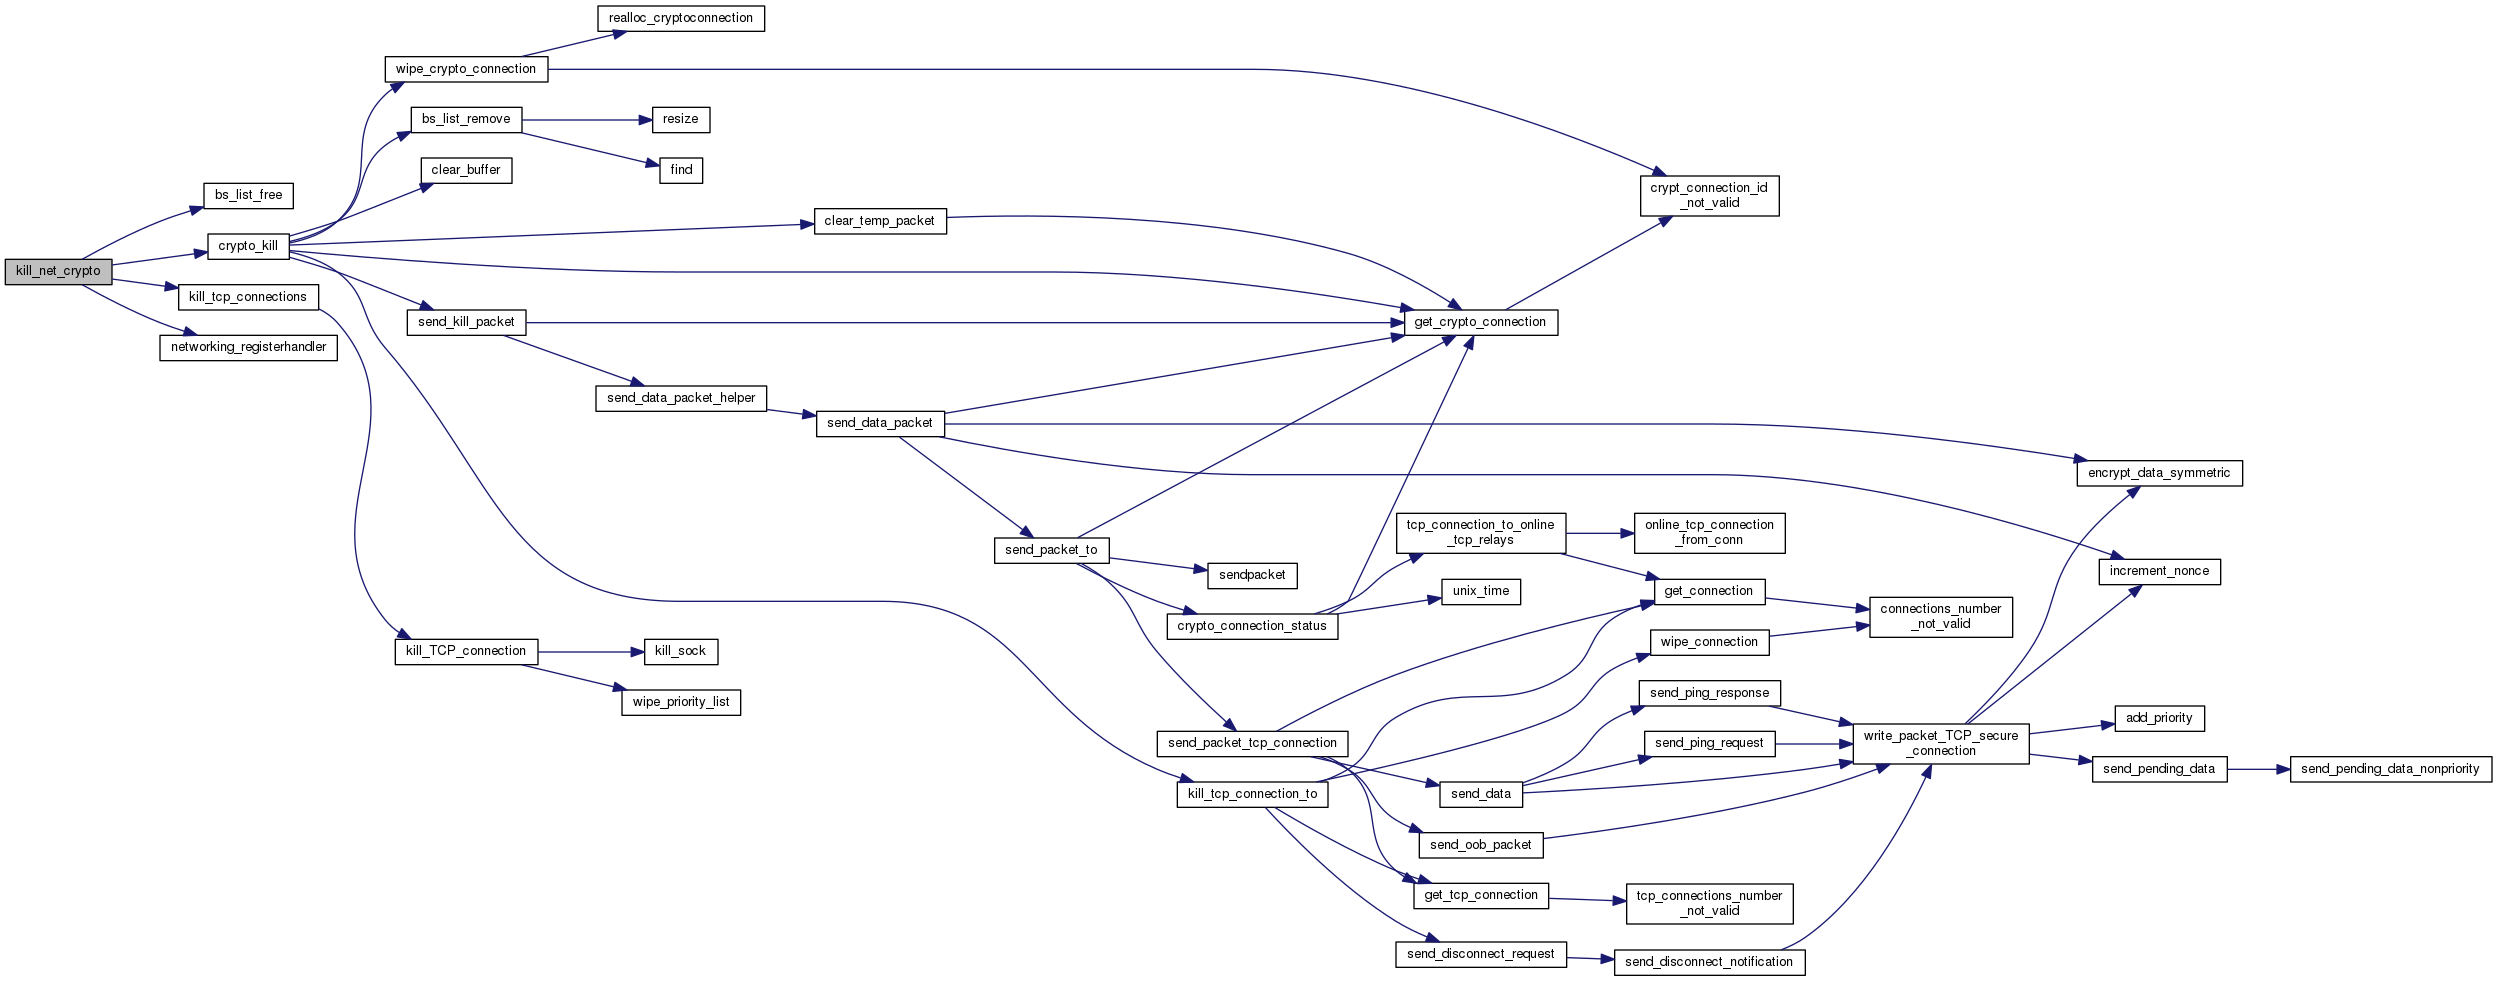 kill_net_crypto
bs_list_free
crypto_kill
kill_tcp_connections
networking_registerhandler
wipe_crypto_connection
bs_list_remove
clear_buffer
send_kill_packet
kill_TCP_connection
realloc_cryptoconnection
resize
find
send_data_packet_helper
kill_sock
wipe_priority_list
clear_temp_packet
send_data_packet
send_packet_to
sendpacket
crypto_connection_status
send_packet_tcp_connection
kill_tcp_connection_to
get_crypto_connection
tcp_connection_to_online
_tcp_relays
unix_time
send_data
send_oob_packet
get_tcp_connection
send_disconnect_request
crypt_connection_id
_not_valid
online_tcp_connection
_from_conn
get_connection
wipe_connection
send_ping_response
send_ping_request
tcp_connections_number
_not_valid
send_disconnect_notification
connections_number
_not_valid
write_packet_TCP_secure
_connection
encrypt_data_symmetric
increment_nonce
add_priority
send_pending_data
send_pending_data_nonpriority